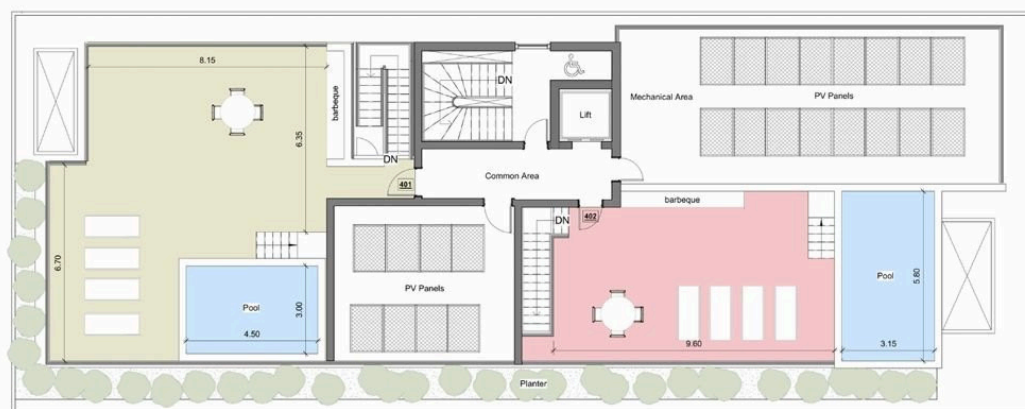 8.15
barbeque
DN
DN
Lift
Mechanical Area
PV Panels
6.35
401
Common Area
402
DN
barbeque
6.70
Pool
3.00
4.50
PV Panels
Pool
5.80
9.60
3.15
Planter